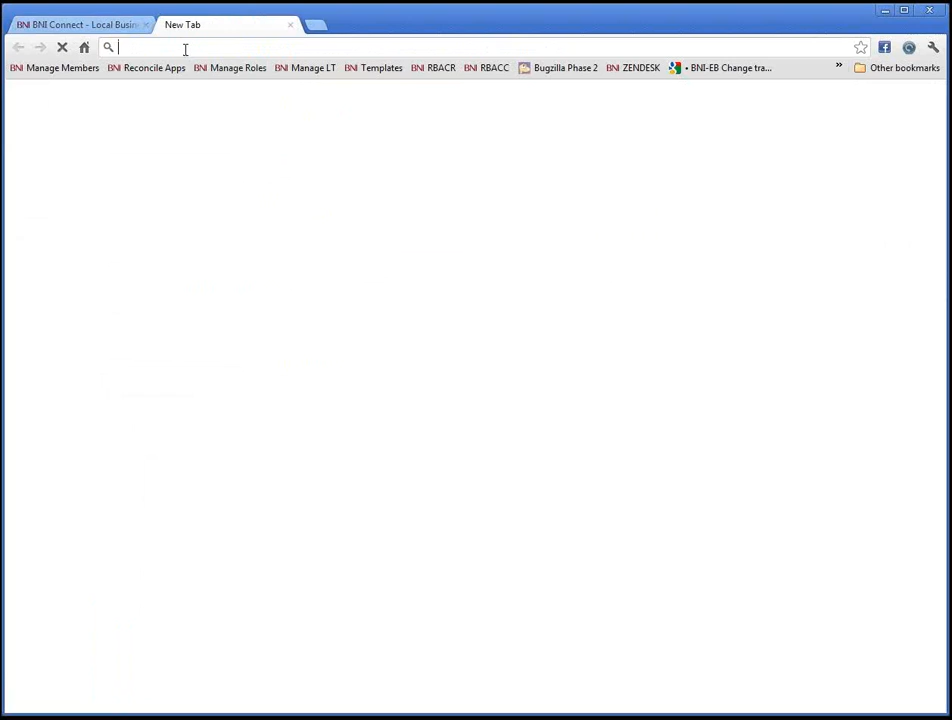 BNI BNI Connect - Local Busin
New Tab
BNI Manage Members BNI Reconcile Apps BNI Manage Roles BNI Manage LT BNI Templates BNI RBACR BNI RBACC Bugzilla Phase 2 BNI ZENDESK • BNI-EB Change tra... » Other bookmarks